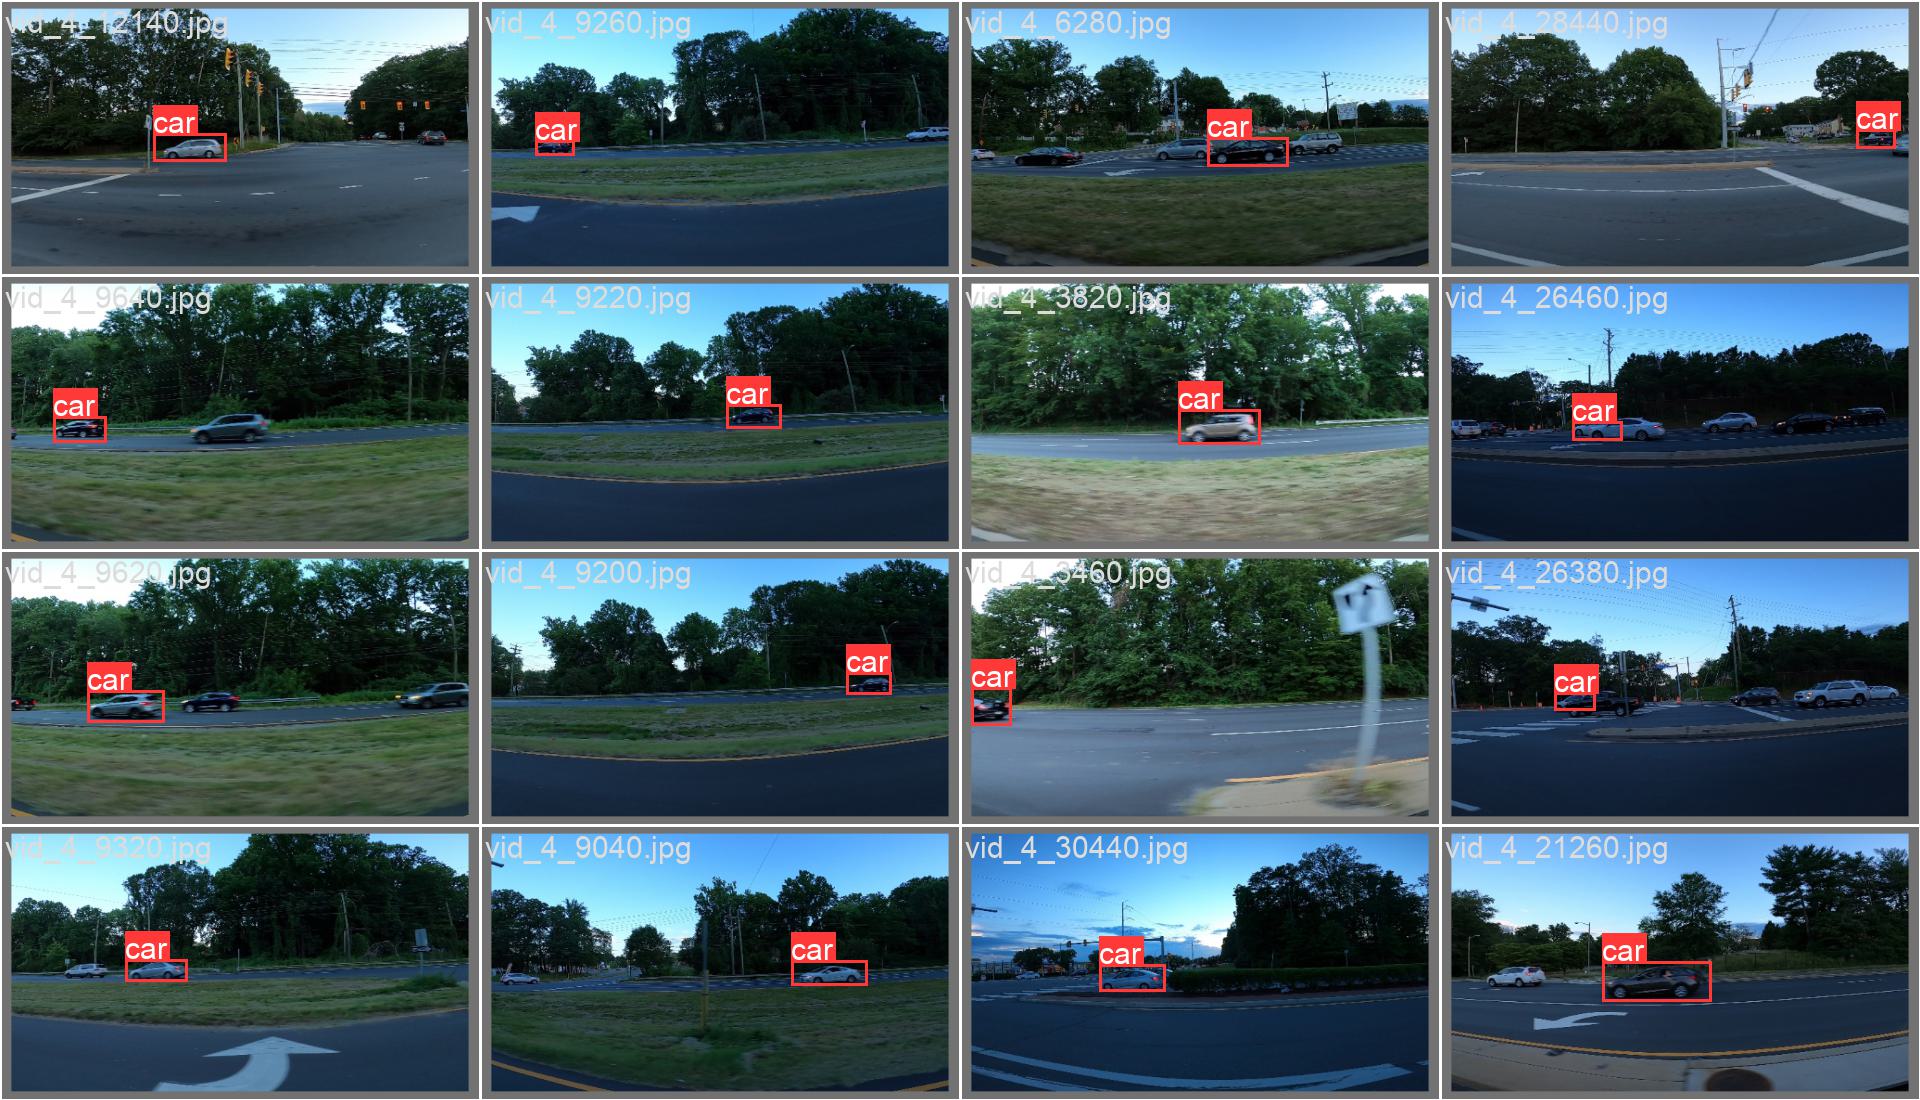 vid_4_12140.jpg
car
vid_4_9260.jpg
car
vid_4_6280.jpg
car
vid_4_28440.jpg
car
vid_4_9640.jpg
car
vid_4_9220.jpg
car
vid_4_3820.jpg
car
vid_4_26460.jpg
car
vid_4_9620.jpg
car
vid_4_9200.jpg
car
vid_4_3460.jpg
car
vid_4_26380.jpg
car
vid_4_9320.jpg
car
vid_4_9040.jpg
car
vid_4_30440.jpg
car
vid_4_21260.jpg
car